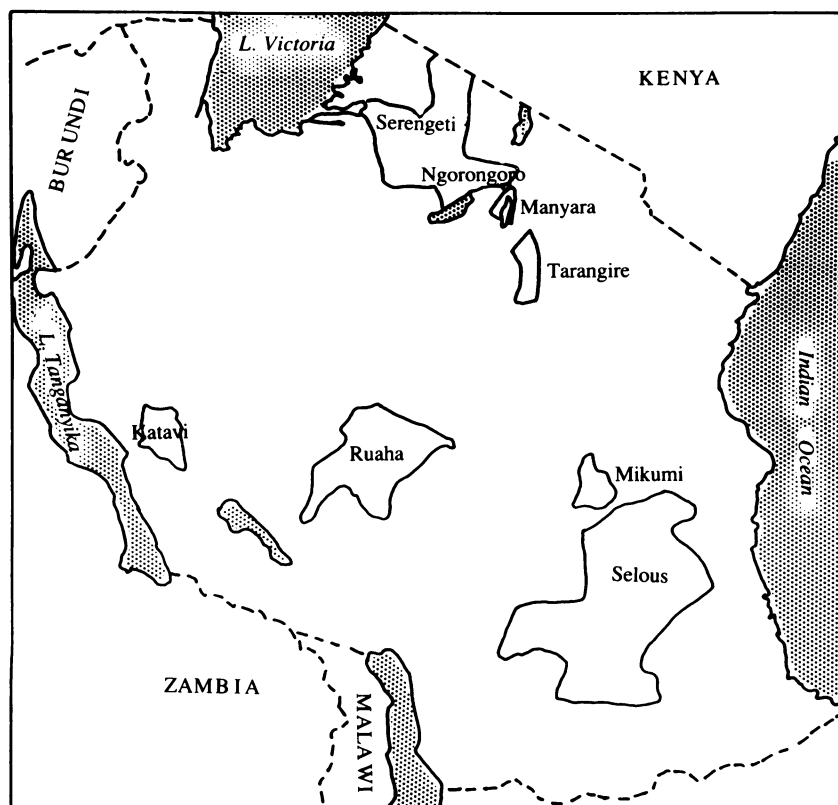 L. Victoria
KENYA
BURUNDI
Serengeti
Ngorongoro
Manyara
Tarangire
L. Tanganyika
Indian Ocean
Katavi
Ruaha
Mikumi
Selous
ZAMBIA
MALAWI